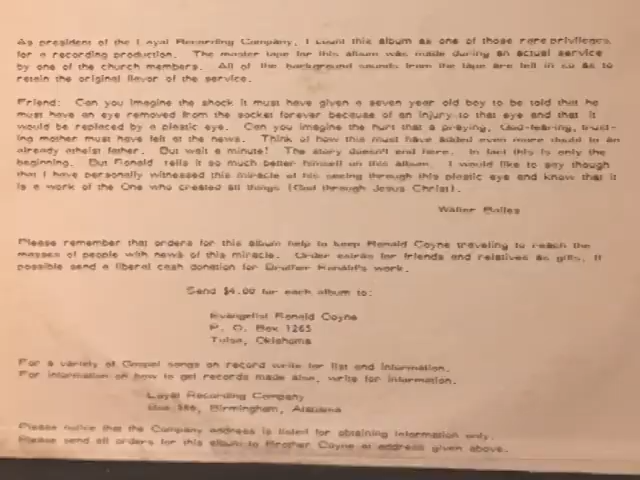 As president of the Loyal Recording Company, I count this album as one of those rare privileges
for a recording production. The master tape for this album was made during an actual service
by one of the church members. All of the background sounds from the tape are left in so as to
retain the original flavor of the service.
Friend: Can you imagine the shock it must have given a seven year old boy to be told that he
must have an eye removed from the socket forever because of an injury to that eye and that it
would be replaced by a plastic eye. Can you imagine the hurt that a praying, God-fearing, trust-
ing mother must have felt at the news. Think of how this must have added even more doubt to an
already atheist father. But wait a minute! The story doesn't end here. In fact this is only the
beginning. But Ronald tells it so much better himself on this album. I would like to say though
that I have personally witnessed this miracle of his seeing through this plastic eye and know that it
is a work of the One who created all things (God through Jesus Christ).
Walter Bailes
Please remember that orders for this album help to keep Ronald Coyne traveling to reach the
masses of people with news of this miracle. Order extras for friends and relatives as gifts. If
possible send a liberal cash donation for Brother Ronald's work.
Send $4.00 for each album to:
Evangelist Ronald Coyne
P. O. Box 1265
Tulsa, Oklahoma
For a variety of Gospel songs on record write for list and information.
For information on how to get records made also, write for information.
Loyal Recording Company
Box Birmingham, Alabama
Please notice that the Company address is listed for obtaining information only.
Please send all orders for this album to Brother Coyne at address given above.